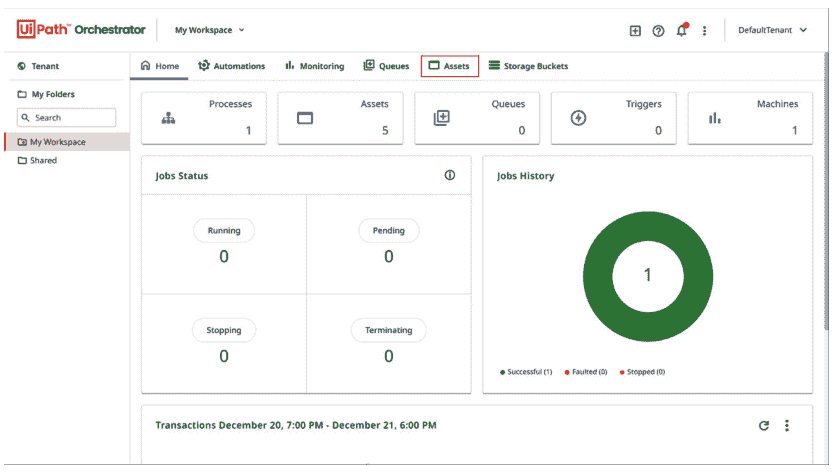 UiPath™ Orchestrator
My Workspace
DefaultTenant
Tenant
Home
Automations
Monitoring
Queues
Assets
Storage Buckets
My Folders
Search
My Workspace
Shared
Processes
1
Assets
5
Queues
0
Triggers
0
Machines
1
Jobs Status
Running
0
Pending
0
Stopping
0
Terminating
0
Jobs History
1
Successful (1)
Faulted (0)
Stopped (0)
Transactions December 20, 7:00 PM - December 21, 6:00 PM